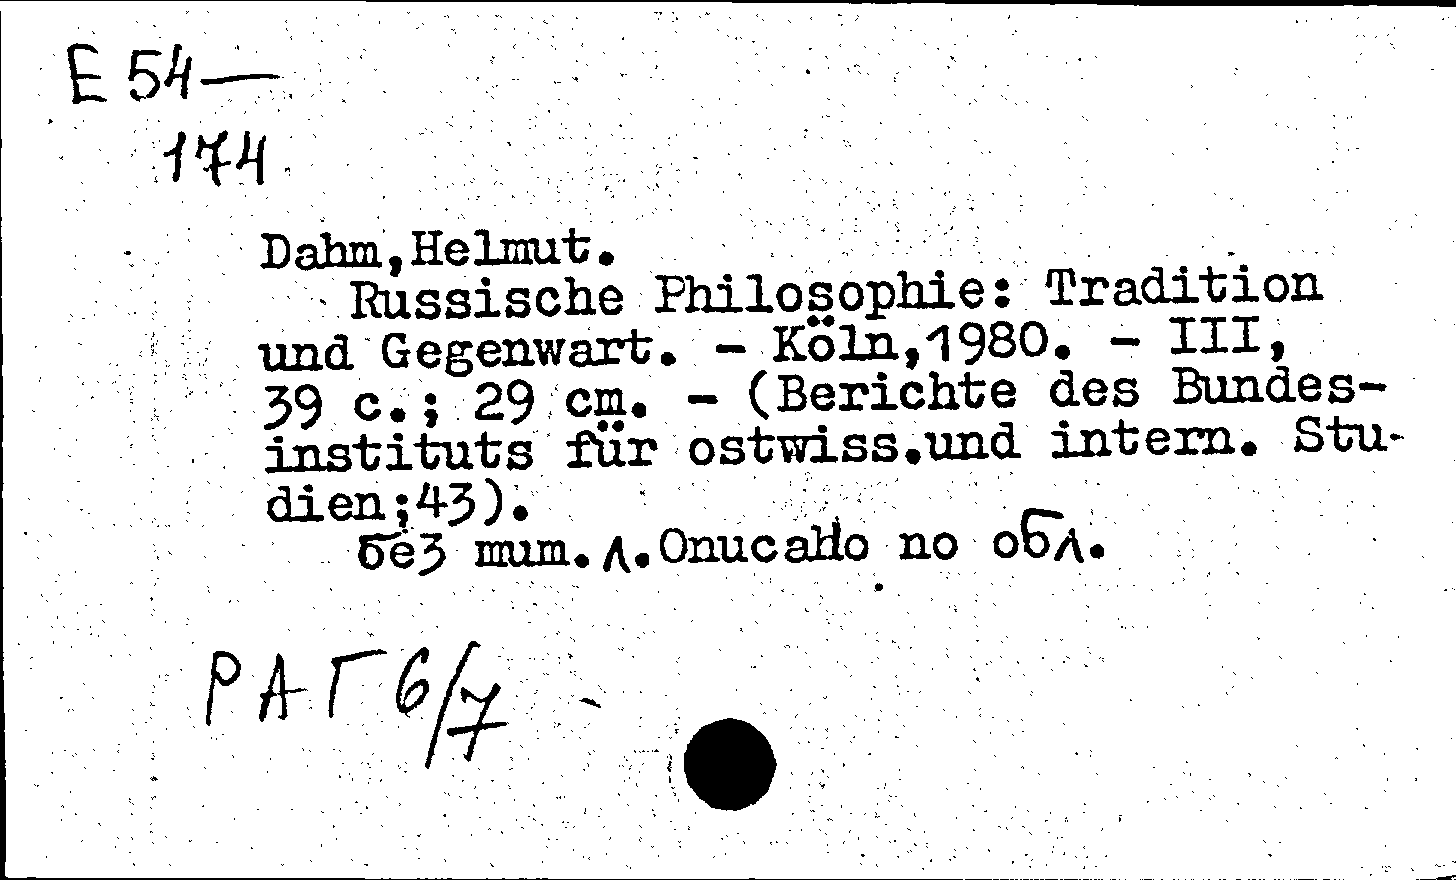 E 54—
174
Dahm,Helmut.
Russische Philosophie: Tradition
und Gegenwart. - Köln,1980. - III,
39 c.; 29 cm. - (Berichte des Bundes-
instituts für ostwiss.und intern. Stu-
dien;43).
без тит.л.Описано по обл.
РАГ 6/7